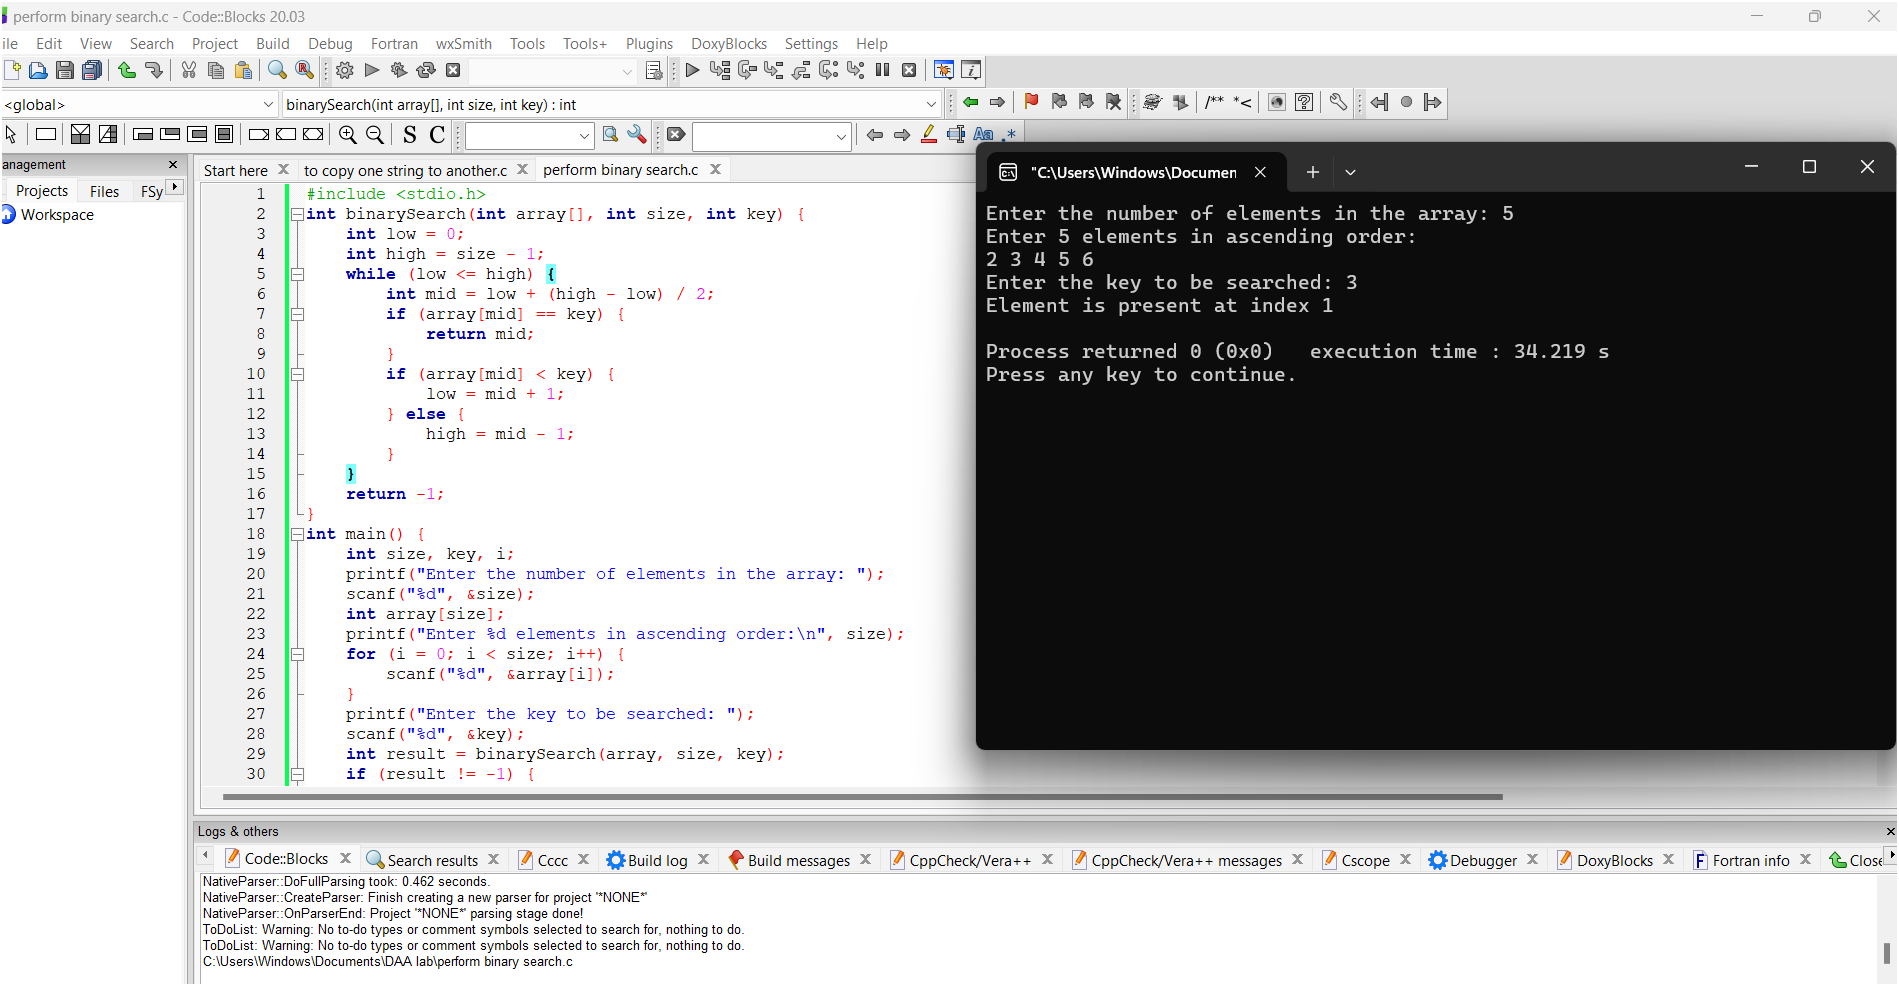 perform binary search.c - Code::Blocks 20.03
ile Edit View Search Project Build Debug Fortran wxSmith Tools Tools+ Plugins DoxyBlocks Settings Help
<global> binarySearch(int array[], int size, int key) : int
/** *<
S C Aa .*
anagement
Projects Files FSy
Workspace
Start here to copy one string to another.c perform binary search.c
1 #include <stdio.h>
2 int binarySearch(int array[], int size, int key) {
3 int low = 0;
4 int high = size - 1;
5 while (low <= high) {
6 int mid = low + (high - low) / 2;
7 if (array[mid] == key) {
8 return mid;
9 }
10 if (array[mid] < key) {
11 low = mid + 1;
12 } else {
13 high = mid - 1;
14 }
15 }
16 return -1;
17 }
18 int main() {
19 int size, key, i;
20 printf("Enter the number of elements in the array: ");
21 scanf("%d", &size);
22 int array[size];
23 printf("Enter %d elements in ascending order:\n", size);
24 for (i = 0; i < size; i++) {
25 scanf("%d", &array[i]);
26 }
27 printf("Enter the key to be searched: ");
28 scanf("%d", &key);
29 int result = binarySearch(array, size, key);
30 if (result != -1) {
"C:\Users\Windows\Documen
Enter the number of elements in the array: 5
Enter 5 elements in ascending order:
2 3 4 5 6
Enter the key to be searched: 3
Element is present at index 1
Process returned 0 (0x0) execution time : 34.219 s
Press any key to continue.
Logs & others
Code::Blocks Search results Cccc Build log Build messages CppCheck/Vera++ CppCheck/Vera++ messages Cscope Debugger DoxyBlocks Fortran info Close
NativeParser::DoFullParsing took: 0.462 seconds.
NativeParser::CreateParser: Finish creating a new parser for project '*NONE*'
NativeParser::OnParserEnd: Project '*NONE*' parsing stage done!
ToDoList: Warning: No to-do types or comment symbols selected to search for, nothing to do.
ToDoList: Warning: No to-do types or comment symbols selected to search for, nothing to do.
C:\Users\Windows\Documents\DAA lab\perform binary search.c